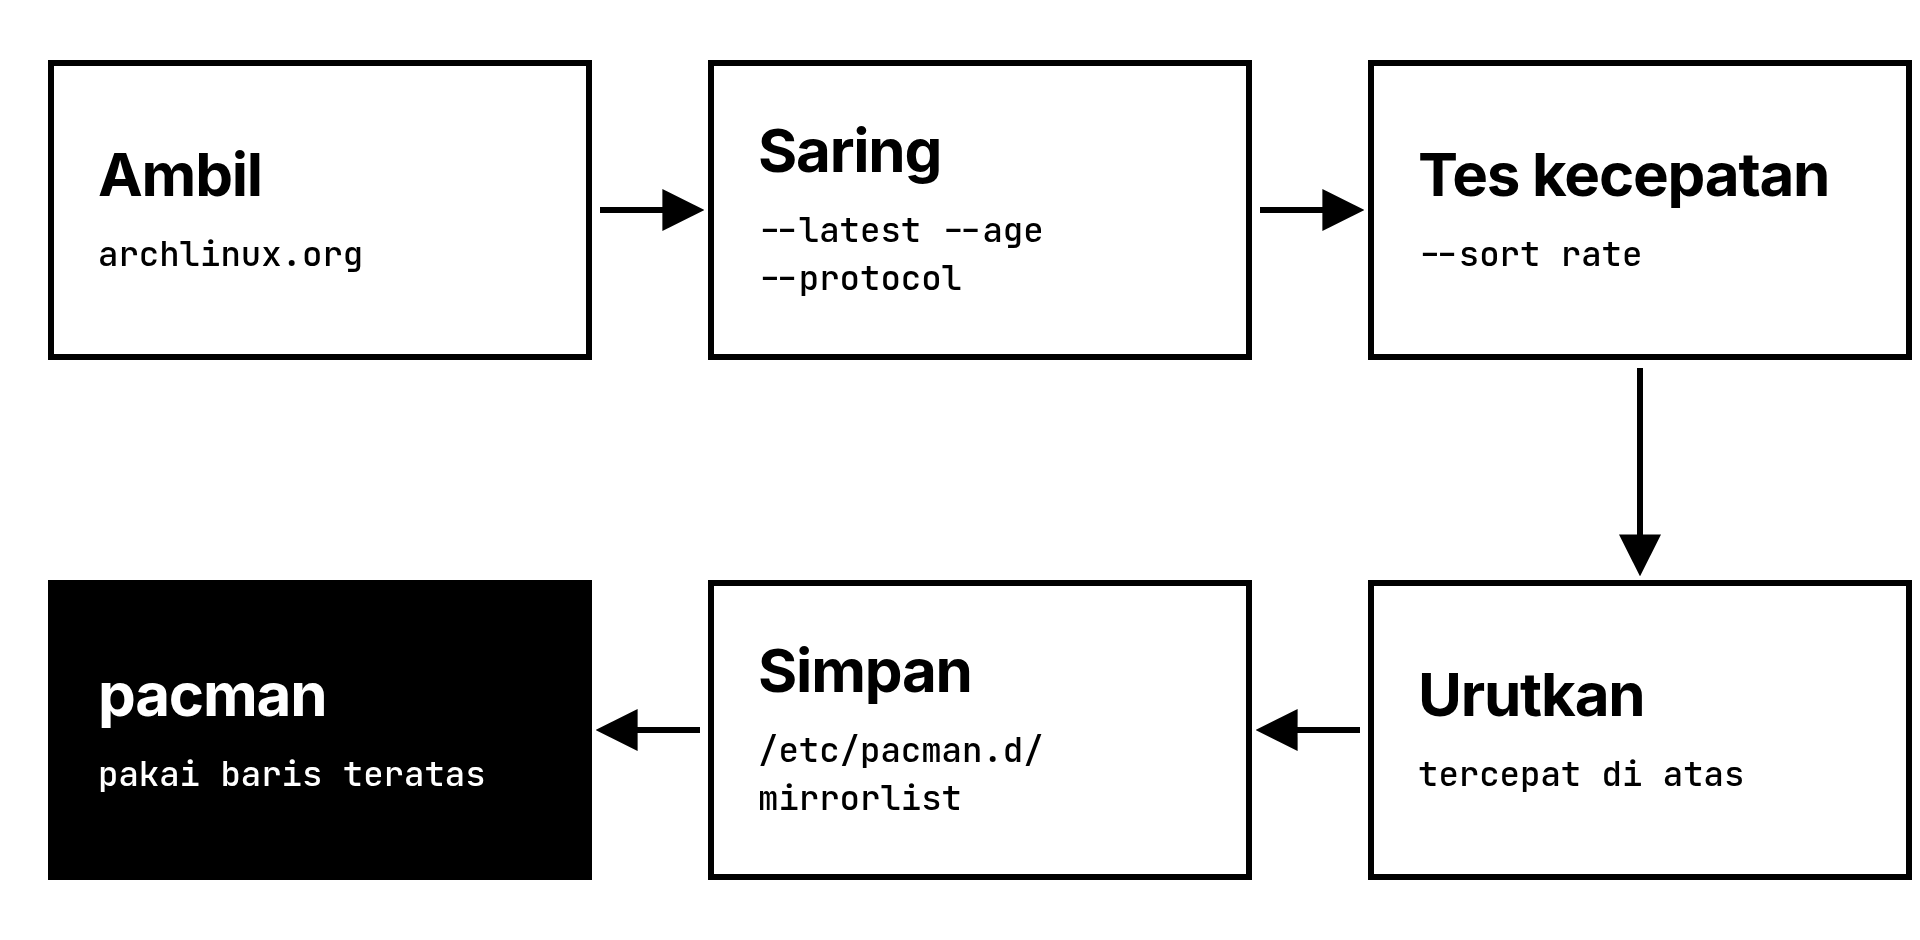 Ambil
archlinux.org
Saring
--latest --age
--protocol
Tes kecepatan
--sort rate
Urutkan
tercepat di atas
Simpan
/etc/pacman.d/
mirrorlist
pacman
pakai baris teratas